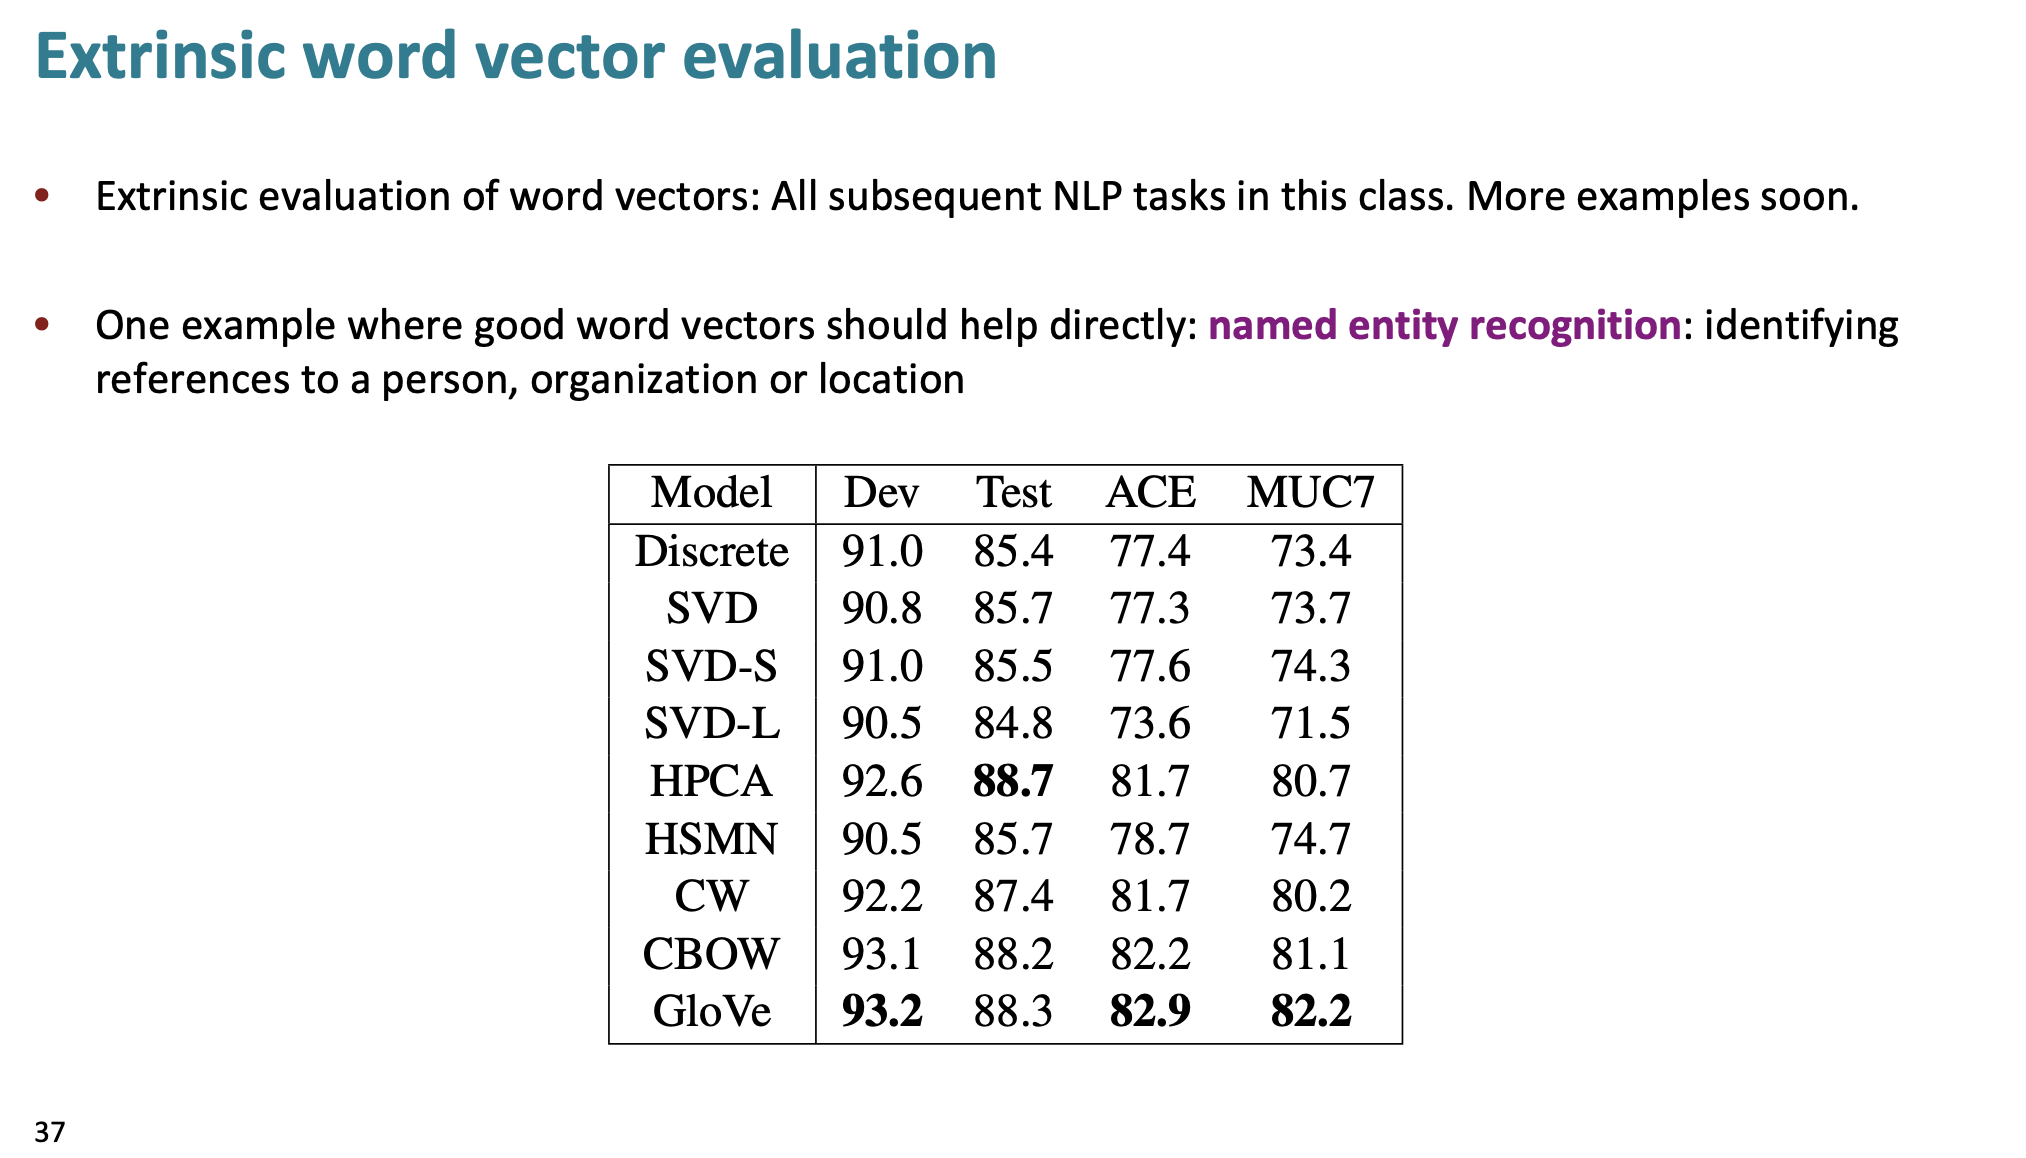 Extrinsic word vector evaluation
• Extrinsic evaluation of word vectors: All subsequent NLP tasks in this class. More examples soon.
• One example where good word vectors should help directly: named entity recognition: identifying
references to a person, organization or location
Model Dev Test ACE MUC7
Discrete 91.0 85.4 77.4 73.4
SVD 90.8 85.7 77.3 73.7
SVD-S 91.0 85.5 77.6 74.3
SVD-L 90.5 84.8 73.6 71.5
HPCA 92.6 88.7 81.7 80.7
HSMN 90.5 85.7 78.7 74.7
CW 92.2 87.4 81.7 80.2
CBOW 93.1 88.2 82.2 81.1
GloVe 93.2 88.3 82.9 82.2
37